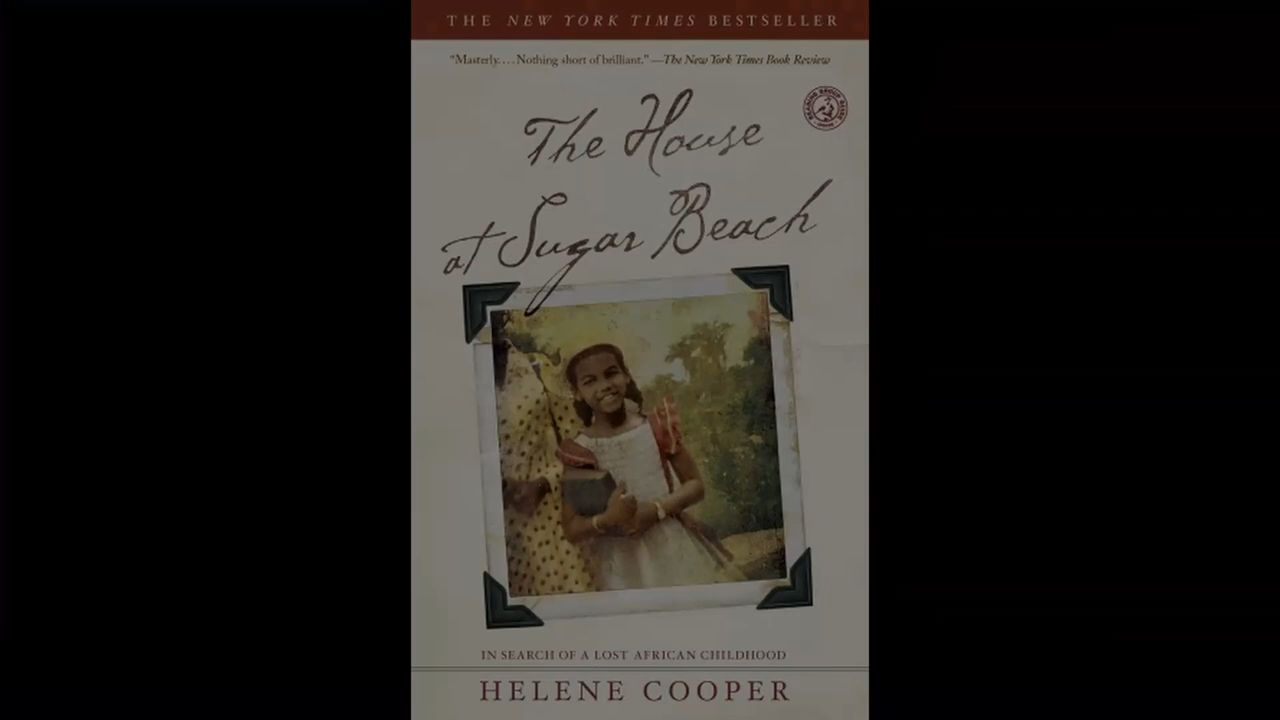 THE NEW YORK TIMES BESTSELLER
“Masterly.... Nothing short of brilliant.” —The New York Times Book Review
The House
at Sugar Beach
IN SEARCH OF A LOST AFRICAN CHILDHOOD
HELENE COOPER